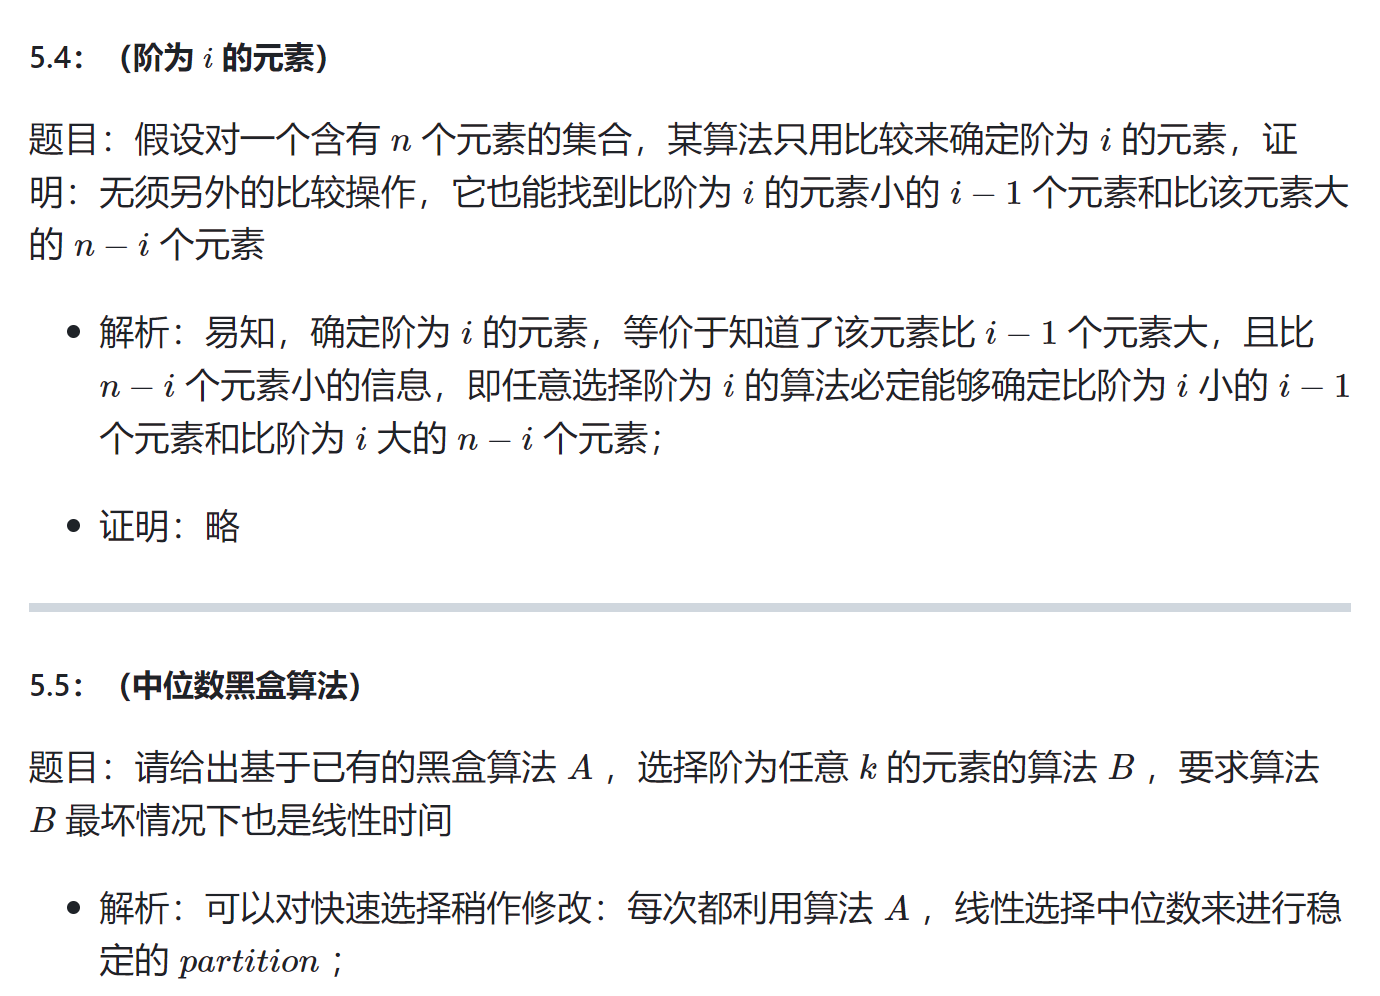 5.4：（阶为 i 的元素）
题目：假设对一个含有 n 个元素的集合，某算法只用比较来确定阶为 i 的元素，证
明：无须另外的比较操作，它也能找到比阶为 i 的元素小的 i − 1 个元素和比该元素大
的 n − i 个元素
• 解析：易知，确定阶为 i 的元素，等价于知道了该元素比 i − 1 个元素大，且比
n − i 个元素小的信息，即任意选择阶为 i 的算法必定能够确定比阶为 i 小的 i − 1
个元素和比阶为 i 大的 n − i 个元素；
• 证明：略
5.5：（中位数黑盒算法）
题目：请给出基于已有的黑盒算法 A ，选择阶为任意 k 的元素的算法 B ，要求算法
B 最坏情况下也是线性时间
• 解析：可以对快速选择稍作修改：每次都利用算法 A ，线性选择中位数来进行稳
定的 partition ；